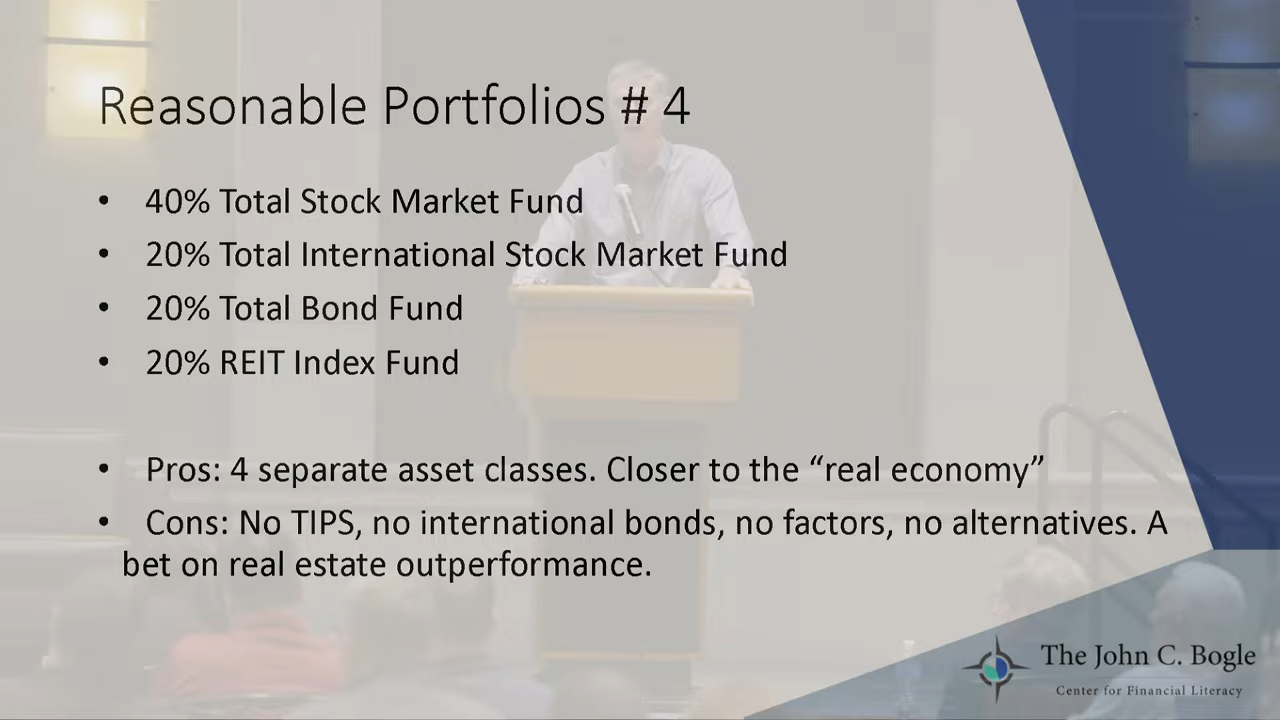 Reasonable Portfolios # 4
• 40% Total Stock Market Fund
• 20% Total International Stock Market Fund
• 20% Total Bond Fund
• 20% REIT Index Fund
• Pros: 4 separate asset classes. Closer to the “real economy”
• Cons: No TIPS, no international bonds, no factors, no alternatives. A
bet on real estate outperformance.
The John C. Bogle
Center for Financial Literacy